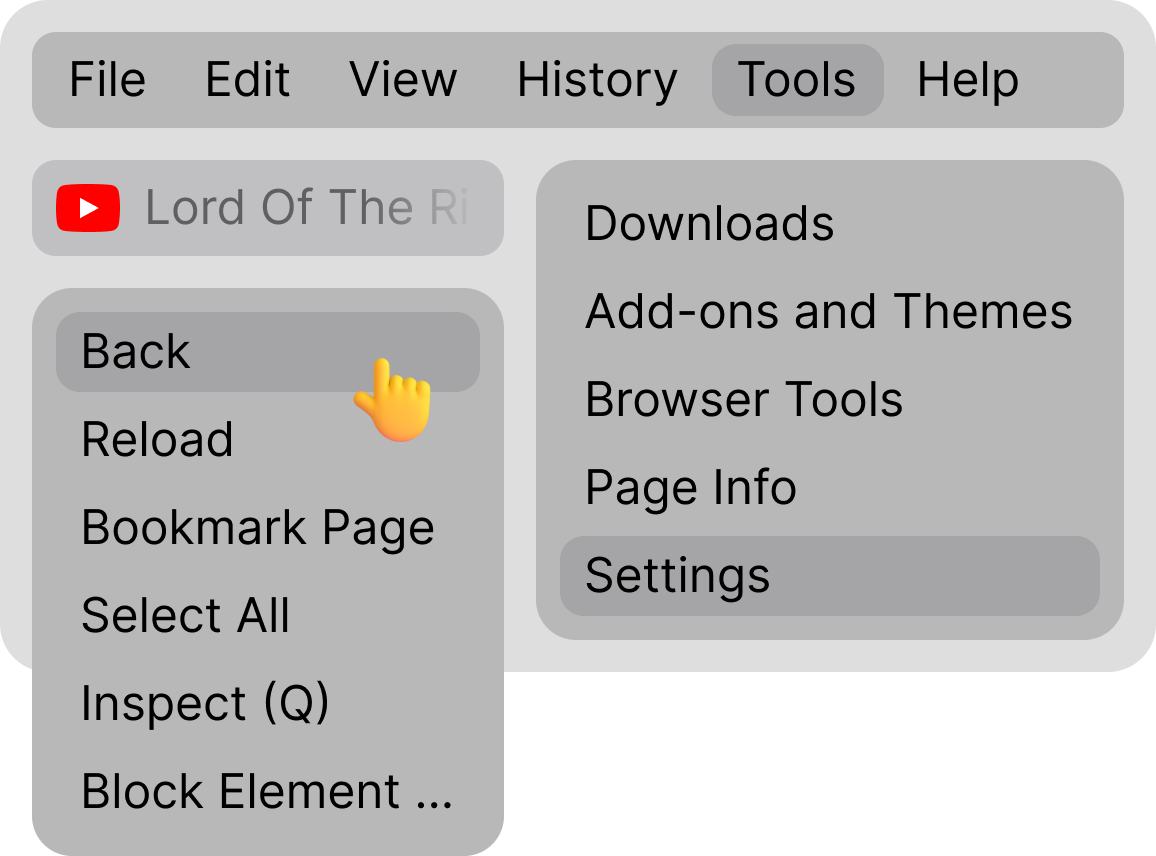 File Edit View History Tools Help
Lord Of The Ri
Back
Reload
Bookmark Page
Select All
Inspect (Q)
Block Element ...
Downloads
Add-ons and Themes
Browser Tools
Page Info
Settings